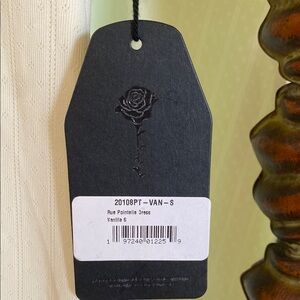 20108PT-VAN-S
Rue Pointelle Dress
Vanilla S
1 97240 01225 9